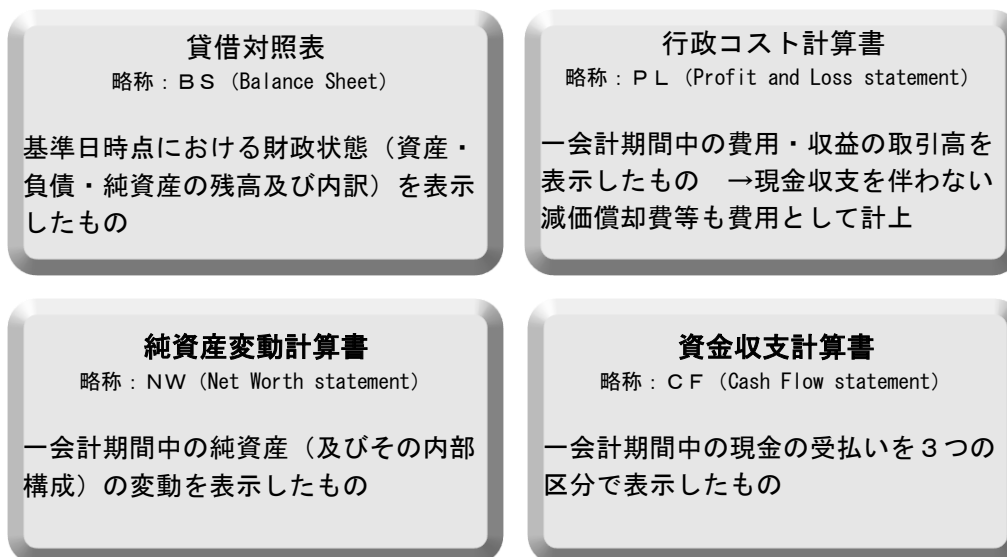 貸借対照表
略称：ＢＳ（Balance Sheet）
基準日時点における財政状態（資産・
負債・純資産の残高及び内訳）を表示
したもの
行政コスト計算書
略称：ＰＬ（Profit and Loss statement）
一会計期間中の費用・収益の取引高を
表示したもの　→現金収支を伴わない
減価償却費等も費用として計上
純資産変動計算書
略称：ＮＷ（Net Worth statement）
一会計期間中の純資産（及びその内部
構成）の変動を表示したもの
資金収支計算書
略称：ＣＦ（Cash Flow statement）
一会計期間中の現金の受払いを３つの
区分で表示したもの